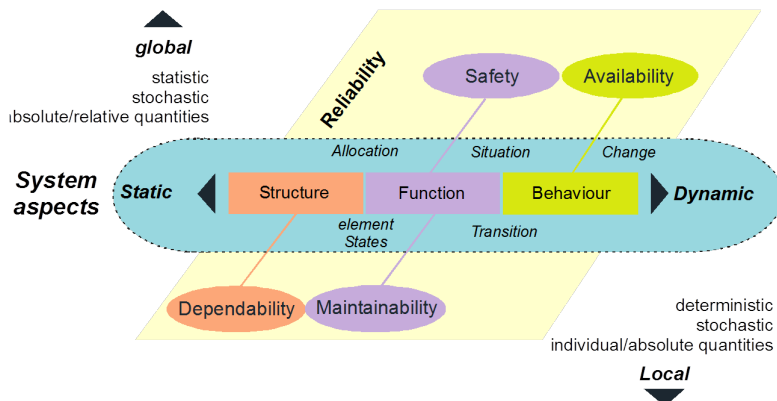 global
statistic
stochastic
absolute/relative quantities
Reliability
Safety
Availability
Allocation
Situation
Change
System
aspects
Static
Structure
Function
Behaviour
Dynamic
element
States
Transition
Dependability
Maintainability
deterministic
stochastic
individual/absolute quantities
Local